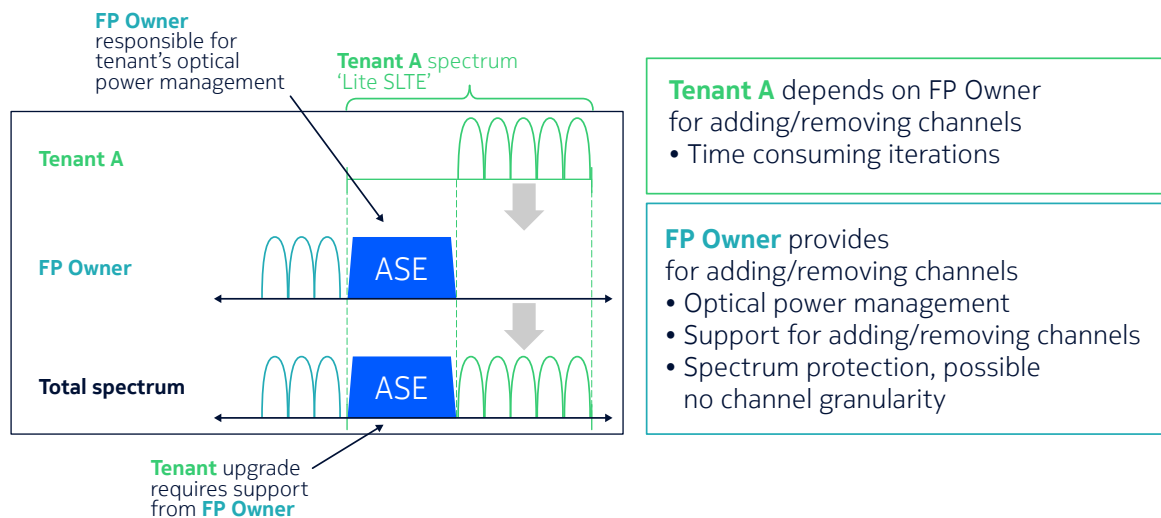 FP Owner
responsible for
tenant's optical
power management
Tenant A spectrum
‘Lite SLTE’
Tenant A
FP Owner
ASE
Total spectrum
ASE
Tenant upgrade
requires support
from FP Owner
Tenant A depends on FP Owner
for adding/removing channels
• Time consuming iterations
FP Owner provides
for adding/removing channels
• Optical power management
• Support for adding/removing channels
• Spectrum protection, possible
no channel granularity